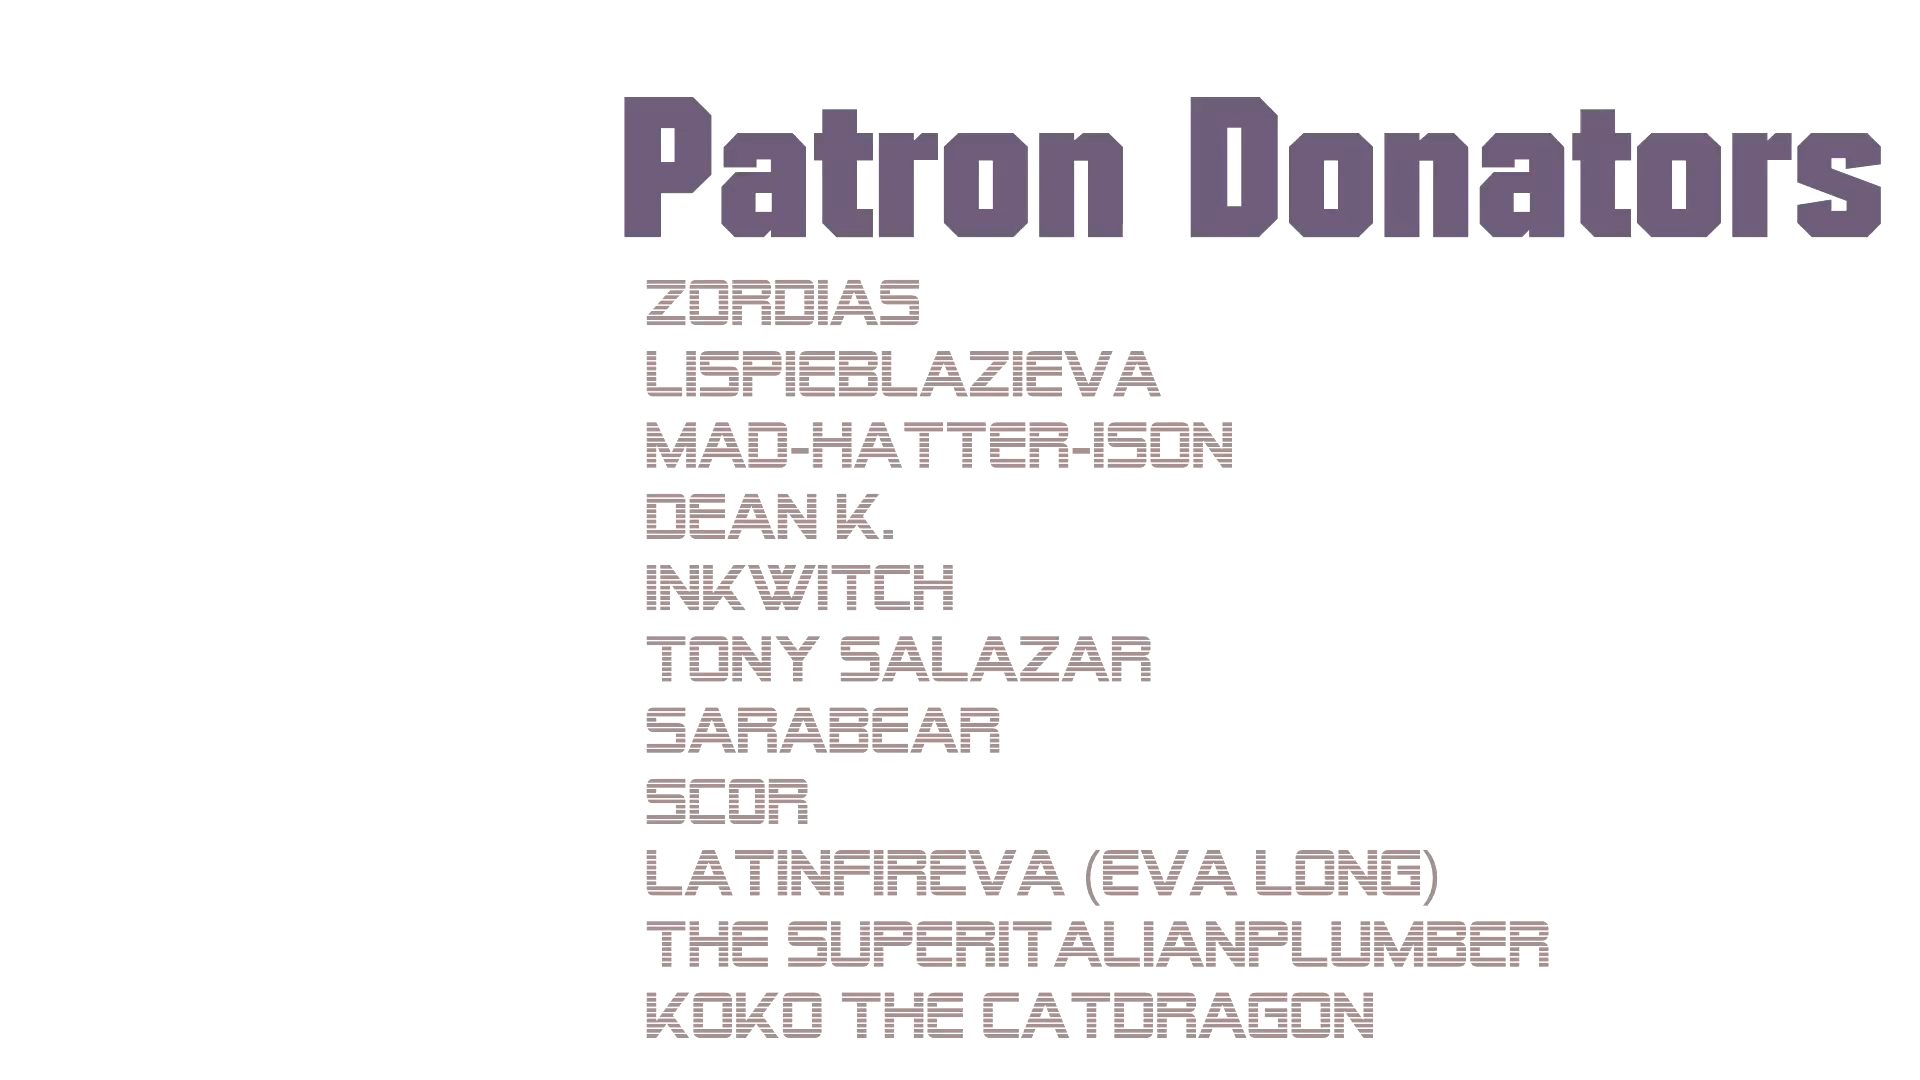 Patron Donators
ZORDIAS
LISPIEBLAZIEVA
MAD-HATTER-ISON
DEAN K.
INKWITCH
TONY SALAZAR
SARABEAR
SCOR
LATINFIREVA (EVA LONG)
THE SUPERITALIANPLUMBER
KOKO THE CATDRAGON